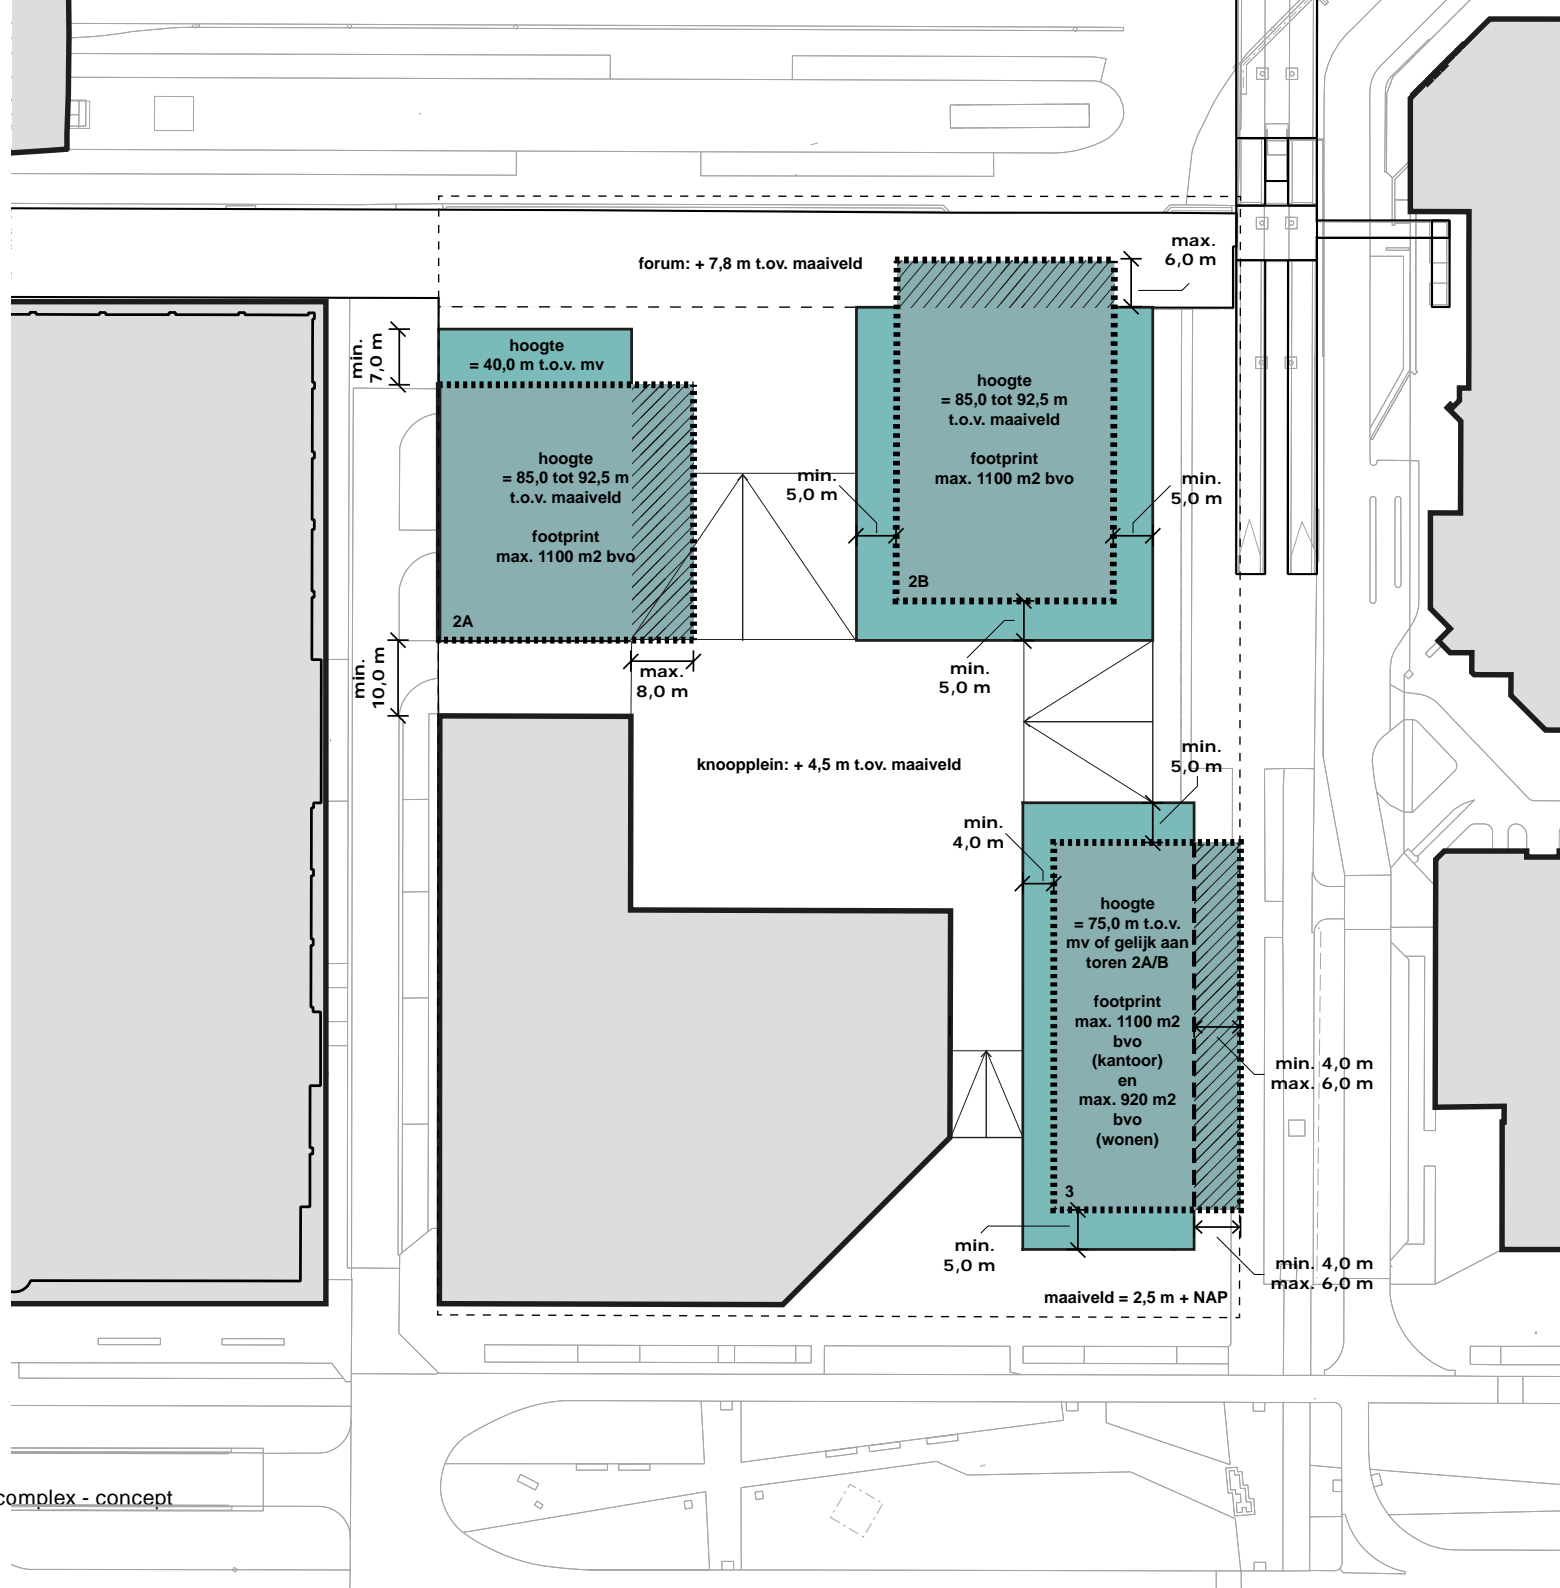 max.
6,0 m
forum: + 7,8 m t.ov. maaiveld
min.
7,0 m
hoogte
= 40,0 m t.o.v. mv
hoogte
= 85,0 tot 92,5 m
t.o.v. maaiveld
footprint
max. 1100 m2 bvo
2B
hoogte
= 85,0 tot 92,5 m
t.o.v. maaiveld
footprint
max. 1100 m2 bvo
2A
min.
5,0 m
min.
5,0 m
min.
10,0 m
max.
8,0 m
min.
5,0 m
knoopplein: + 4,5 m t.ov. maaiveld
min.
5,0 m
min.
4,0 m
hoogte
= 75,0 m t.o.v.
mv of gelijk aan
toren 2A/B
footprint
max. 1100 m2
bvo
(kantoor)
en
max. 920 m2
bvo
(wonen)
3
min. 4,0 m
max. 6,0 m
min.
5,0 m
min. 4,0 m
max. 6,0 m
maaiveld = 2,5 m + NAP
complex - concept